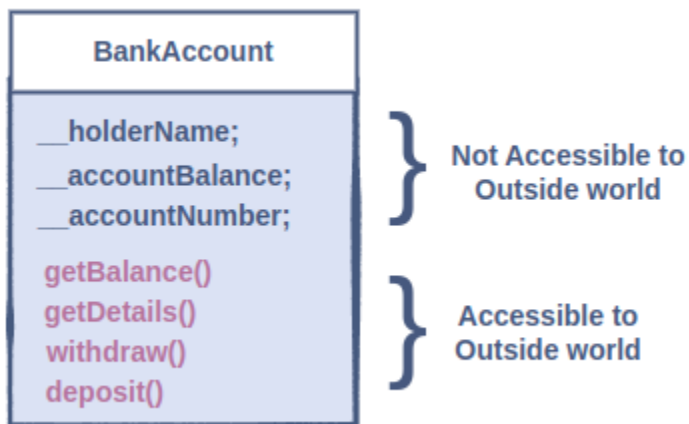 BankAccount
__holderName;
__accountBalance;
__accountNumber;
Not Accessible to
Outside world
getBalance()
getDetails()
withdraw()
deposit()
Accessible to
Outside world